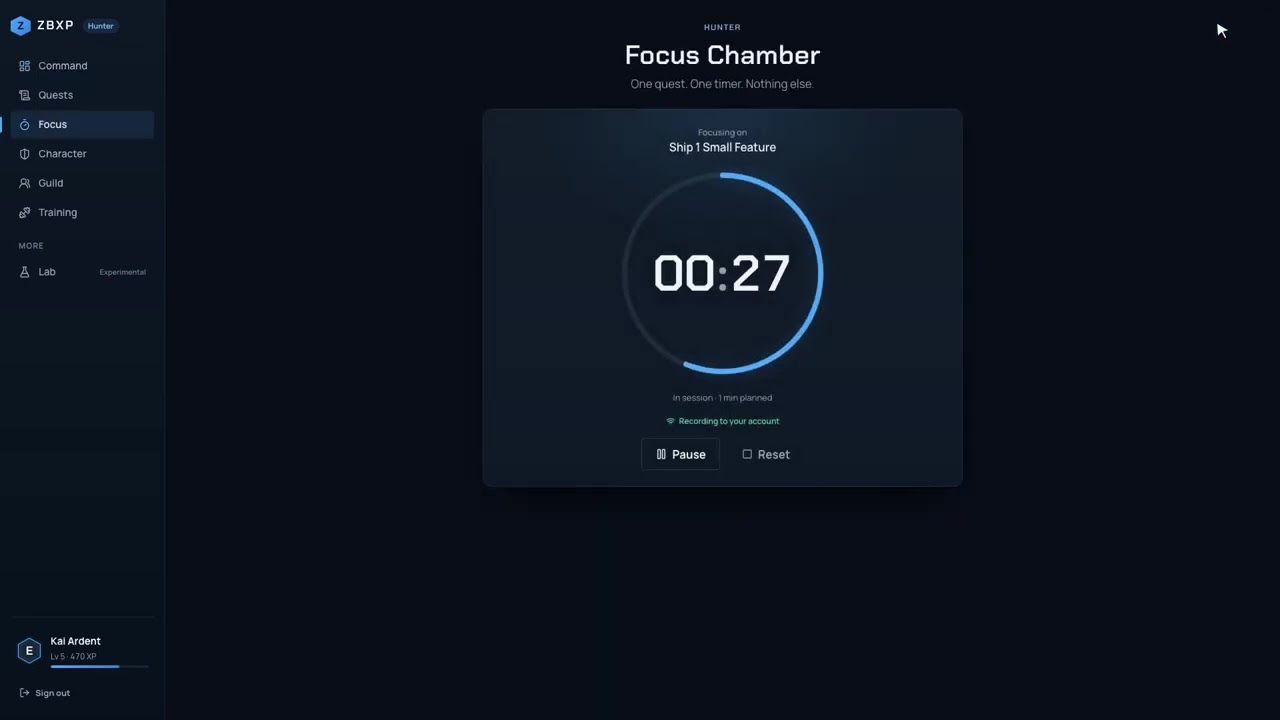 Z ZBXP Hunter
Command
Quests
Focus
Character
Guild
Training
MORE
Lab Experimental
E
Kai Ardent
Lv 5 · 470 XP
Sign out
HUNTER
Focus Chamber
One quest. One timer. Nothing else.
Focusing on
Ship 1 Small Feature
00:27
In session · 1 min planned
Recording to your account
Pause Reset